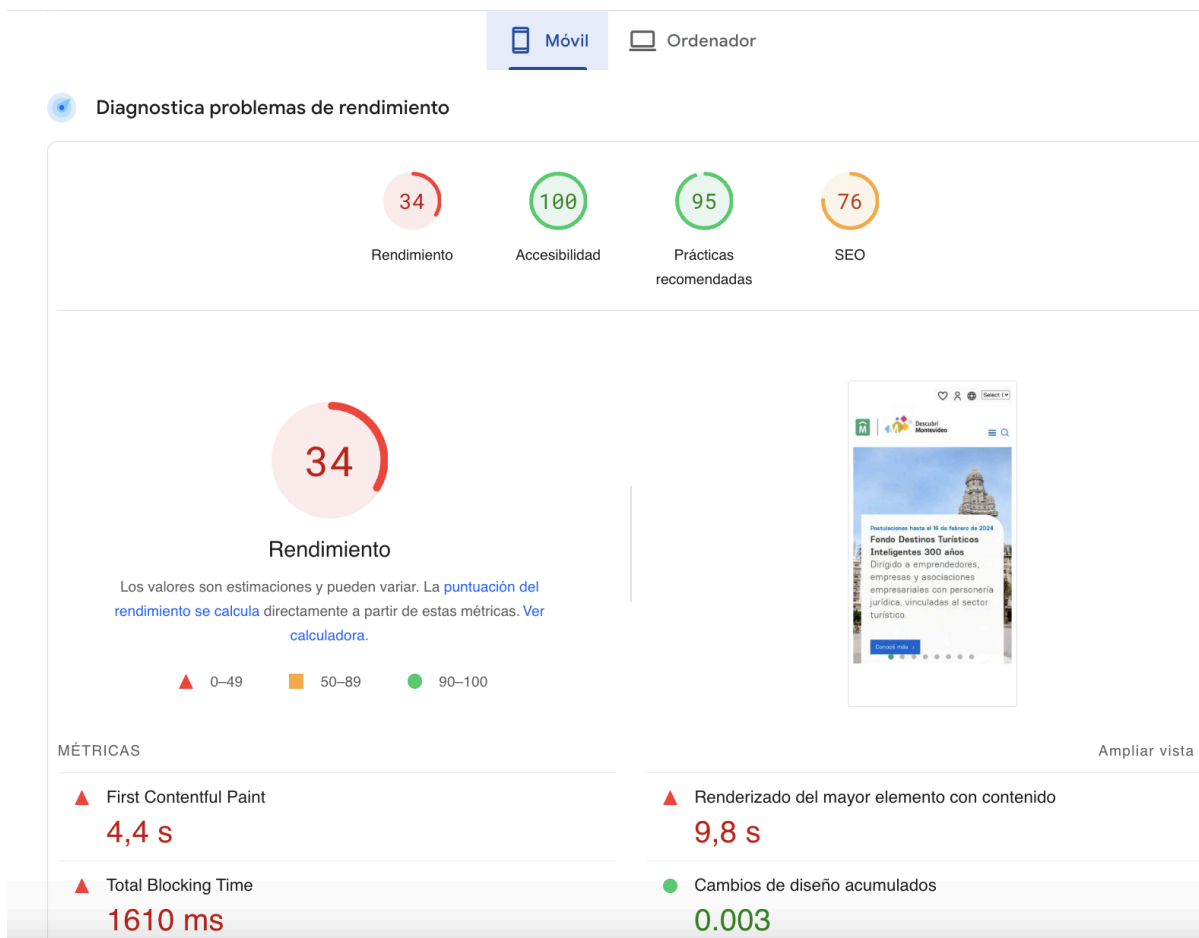 Móvil
Ordenador
Diagnostica problemas de rendimiento
34
100
95
76
Rendimiento
Accesibilidad
Prácticas
recomendadas
SEO
34
Rendimiento
Los valores son estimaciones y pueden variar. La puntuación del
rendimiento se calcula directamente a partir de estas métricas. Ver
calculadora.
0–49
50–89
90–100
Select
M
Descubrí
Montevideo
Postulaciones hasta el 16 de febrero de 2024
Fondo Destinos Turísticos
Inteligentes 300 años
Dirigido a emprendedores,
empresas y asociaciones
empresariales con personería
jurídica, vinculadas al sector
turístico.
Conocé más
MÉTRICAS
Ampliar vista
First Contentful Paint
4,4 s
Renderizado del mayor elemento con contenido
9,8 s
Total Blocking Time
1610 ms
Cambios de diseño acumulados
0.003